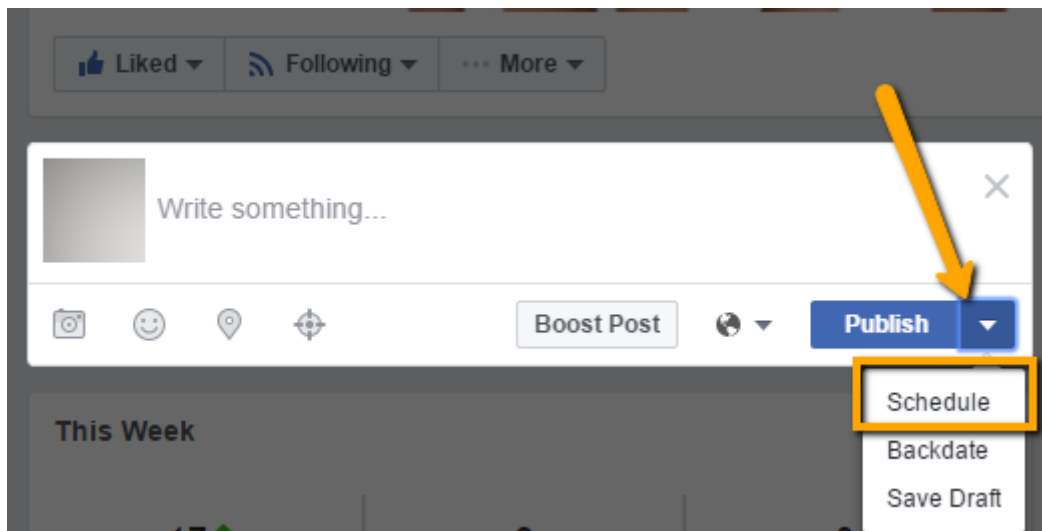 Liked Following ··· More
Write something...
Boost Post Publish
Schedule
This Week
Backdate
Save Draft